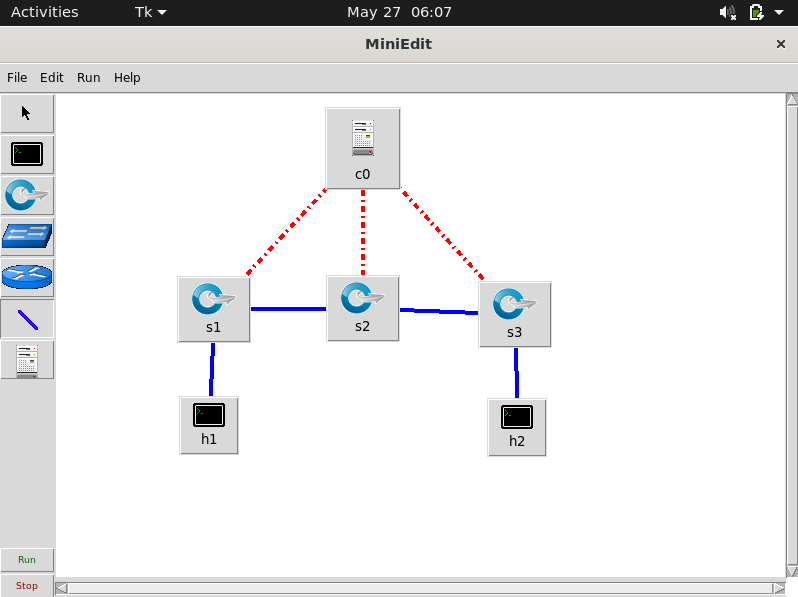 Activities Tk May 27 06:07
MiniEdit ×
File Edit Run Help
c0
s1 s2 s3
h1 h2
Run
Stop